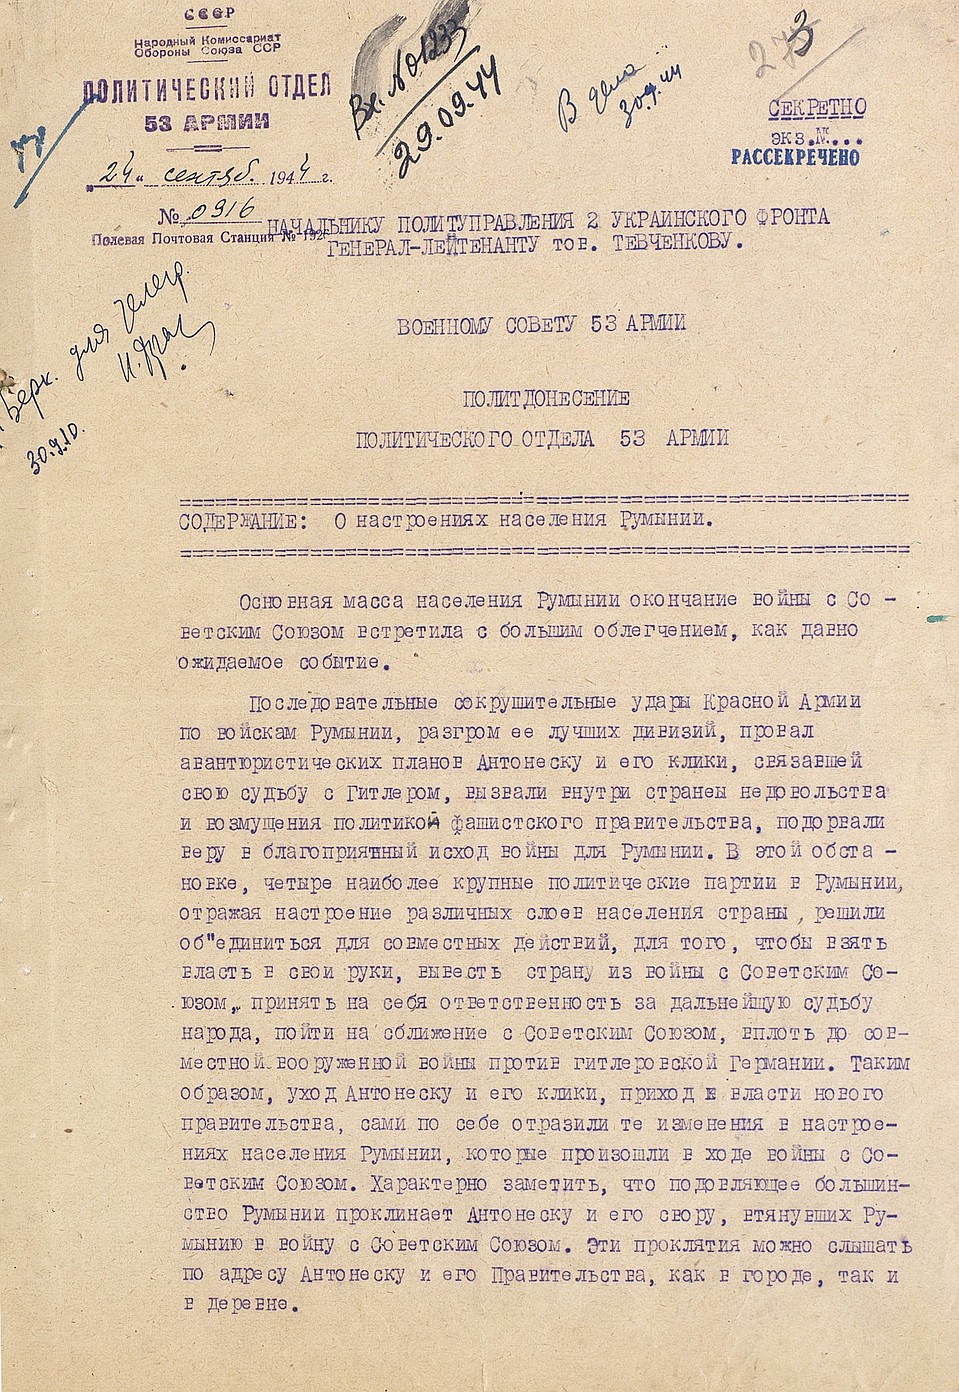 СССР
Народный Комиссариат
Обороны Союза ССР
ПОЛИТИЧЕСКИЙ ОТДЕЛ
53 АРМИИ
„24" сентяб. 1944 г.
№ 0916
Полевая Почтовая Станция № 192
Вх. №01233
29.09.44
В дело
30.9.44
273
СЕКРЕТНО
экз.№...
РАССЕКРЕЧЕНО
НАЧАЛЬНИКУ ПОЛИТУПРАВЛЕНИЯ 2 УКРАИНСКОГО ФРОНТА
ГЕНЕРАЛ-ЛЕЙТЕНАНТУ тов. ТЕВЧЕНКОВУ.
для
30.9.
ВОЕННОМУ СОВЕТУ 53 АРМИИ
ПОЛИТДОНЕСЕНИЕ
ПОЛИТИЧЕСКОГО ОТДЕЛА 53 АРМИИ
СОДЕРЖАНИЕ: О настроениях населения Румынии.
Основная масса населения Румынии окончание войны с Со -
ветским Союзом встретила с большим облегчением, как давно
ожидаемое событие.
Последовательные сокрушительные удары Красной Армии
по войскам Румынии, разгром ее лучших дивизий, провал
авантюристических планов Антонеску и его клики, связавшей
свою судьбу с Гитлером, вызвали внутри страны недовольства
и возмущения политикой фашистского правительства, подорвали
веру в благоприятный исход войны для Румынии. В этой обста -
новке, четыре наиболее крупные политические партии в Румынии,
отражая настроение различных слоев населения страны, решили
об"единиться для совместных действий, для того, чтобы взять
власть в свои руки, вывесть страну из войны с Советским Со-
юзом, принять на себя ответственность за дальнейшую судьбу
народа, пойти на сближение с Советским Союзом, вплоть до сов-
местной вооруженной войны против гитлеровской Германии. Таким
образом, уход Антонеску и его клики, приход к власти нового
правительства, сами по себе отразили те изменения в настрое-
ниях населения Румынии, которые произошли в ходе войны с Со-
ветским Союзом. Характерно заметить, что подовляющее большин-
ство Румынии проклинает Антонеску и его свору, втянувших Ру-
мынию в войну с Советским Союзом. Эти проклятия можно слышать
по адресу Антонеску и его Правительства, как в городе, так и
в деревне.